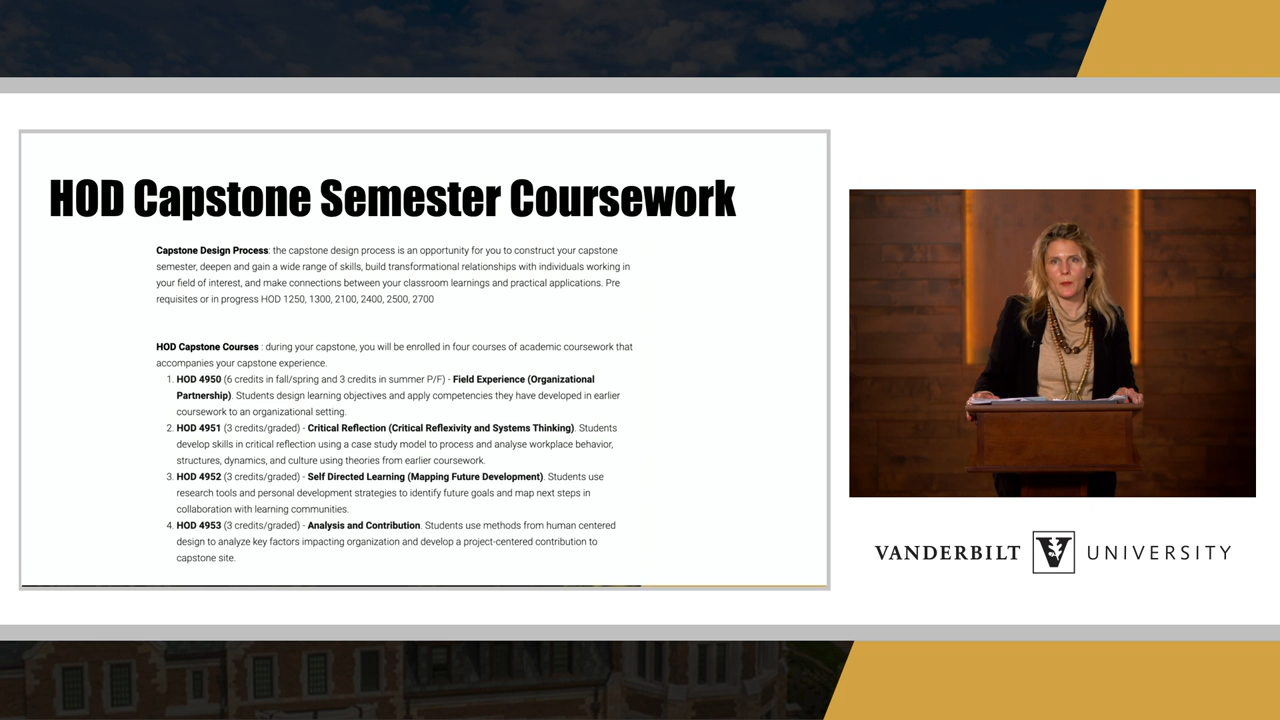 HOD Capstone Semester Coursework
Capstone Design Process: the capstone design process is an opportunity for you to construct your capstone
semester, deepen and gain a wide range of skills, build transformational relationships with individuals working in
your field of interest, and make connections between your classroom learnings and practical applications. Pre
requisites or in progress HOD 1250, 1300, 2100, 2400, 2500, 2700
HOD Capstone Courses : during your capstone, you will be enrolled in four courses of academic coursework that
accompanies your capstone experience.
1. HOD 4950 (6 credits in fall/spring and 3 credits in summer P/F) - Field Experience (Organizational
Partnership). Students design learning objectives and apply competencies they have developed in earlier
coursework to an organizational setting.
2. HOD 4951 (3 credits/graded) - Critical Reflection (Critical Reflexivity and Systems Thinking). Students
develop skills in critical reflection using a case study model to process and analyse workplace behavior,
structures, dynamics, and culture using theories from earlier coursework.
3. HOD 4952 (3 credits/graded) - Self Directed Learning (Mapping Future Development). Students use
research tools and personal development strategies to identify future goals and map next steps in
collaboration with learning communities.
4. HOD 4953 (3 credits/graded) - Analysis and Contribution. Students use methods from human centered
design to analyze key factors impacting organization and develop a project-centered contribution to
capstone site.
VANDERBILT V UNIVERSITY